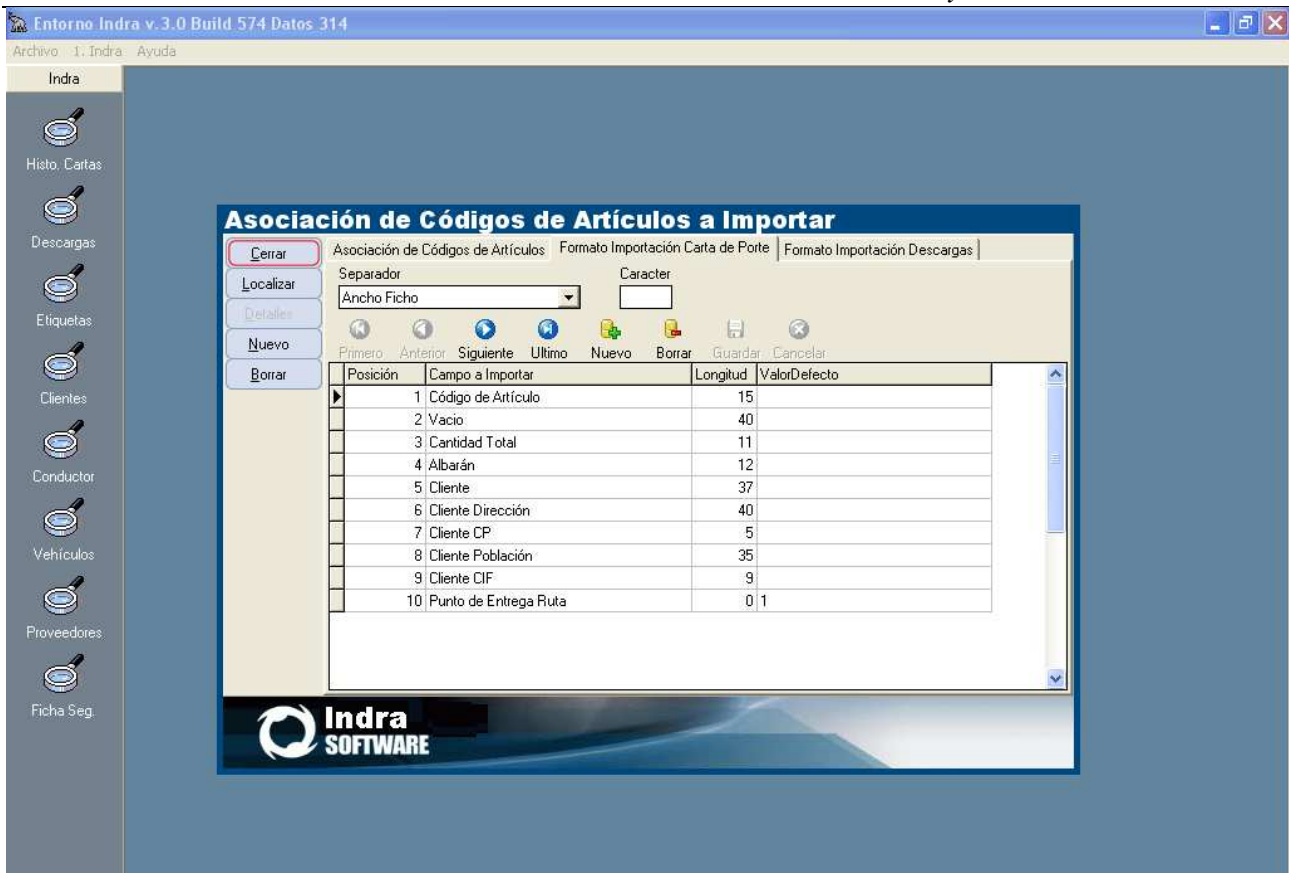 Entorno Indra v.3.0 Build 574 Datos 314
Archivo 1. Indra Ayuda
Indra
Histo. Cartas
Descargas
Etiquetas
Clientes
Conductor
Vehículos
Proveedores
Ficha Seg.
Asociación de Códigos de Artículos a Importar
Cerrar
Localizar
Detalles
Nuevo
Borrar
Asociación de Códigos de Artículos Formato Importación Carta de Porte Formato Importación Descargas
Separador Caracter
Ancho Ficho
Primero Anterior Siguiente Ultimo Nuevo Borrar Guardar Cancelar
Posición Campo a Importar Longitud ValorDefecto
1 Código de Artículo 15
2 Vacio 40
3 Cantidad Total 11
4 Albarán 12
5 Cliente 37
6 Cliente Dirección 40
7 Cliente CP 5
8 Cliente Población 35
9 Cliente CIF 9
10 Punto de Entrega Ruta 0 1
Indra
SOFTWARE